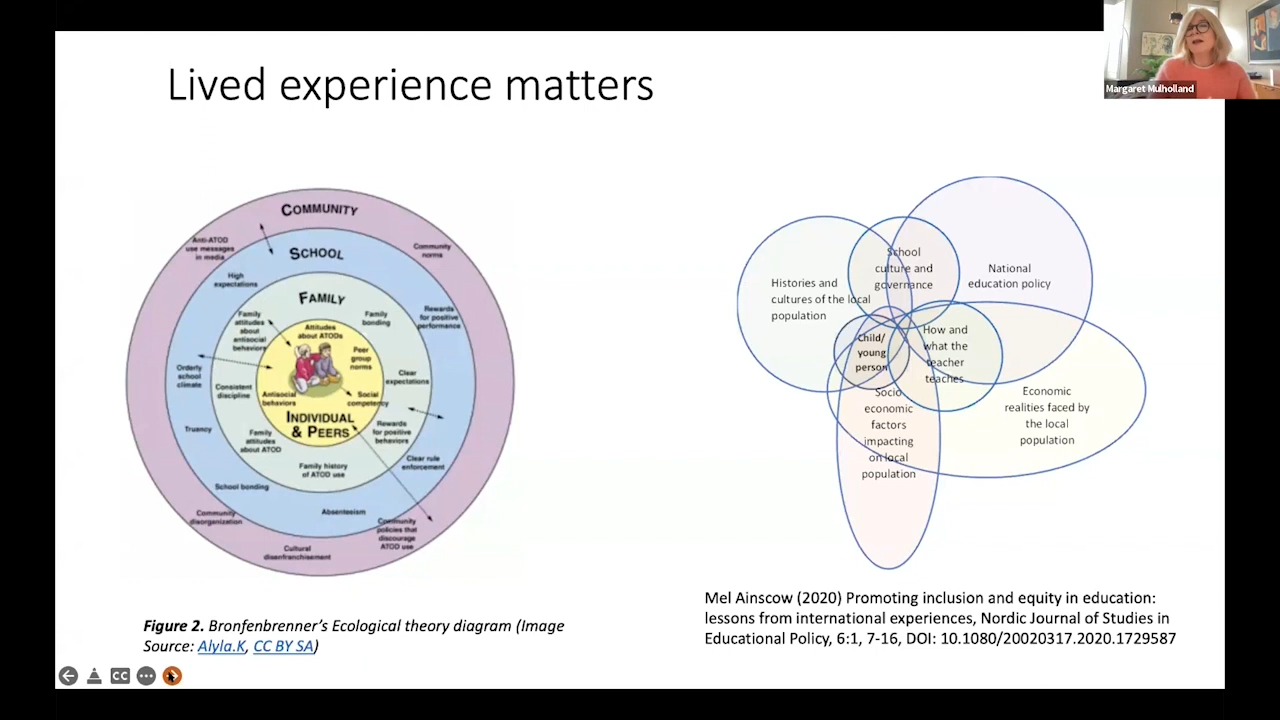 Lived experience matters
Margaret Mulholland
COMMUNITY
Anti-ATOD
use messages
in media
Community
norms
SCHOOL
High
expectations
Rewards
for positive
performance
Orderly
school
climate
Truency
Clear rule
enforcement
School bonding
Absenteeism
Community
disorganization
Cultural
disenfranchisement
Community
policies that
discourage
ATOD use
FAMILY
Family
attitudes
about
antisocial
behaviors
Family
bonding
Clear
expectations
Consistent
discipline
Rewards
for positive
behaviors
Family
attitudes
about ATOD
Family history
of ATOD use
Attitudes
about ATODs
Peer
group
norms
Antisocial
behaviors
Social
competency
INDIVIDUAL
& PEERS
Figure 2. Bronfenbrenner's Ecological theory diagram (Image
Source: Alyla.K, CC BY SA)
Histories and
cultures of the local
population
School
culture and
governance
National
education policy
Child/
young
person
How and
what the
teacher
teaches
Socio
economic
factors
impacting
on local
population
Economic
realities faced by
the local
population
Mel Ainscow (2020) Promoting inclusion and equity in education:
lessons from international experiences, Nordic Journal of Studies in
Educational Policy, 6:1, 7-16, DOI: 10.1080/20020317.2020.1729587
CC